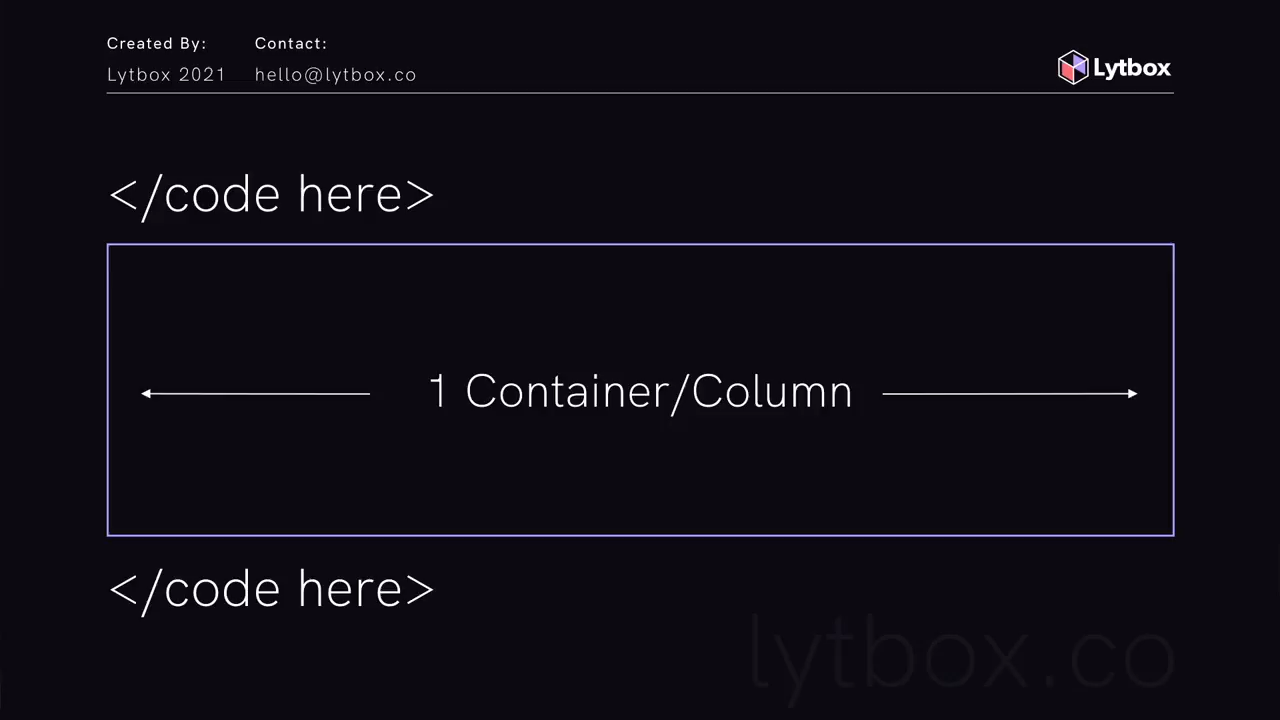 Created By: Contact:
Lytbox 2021 hello@lytbox.co
Lytbox
</code here>
1 Container/Column
</code here>
lytbox.co